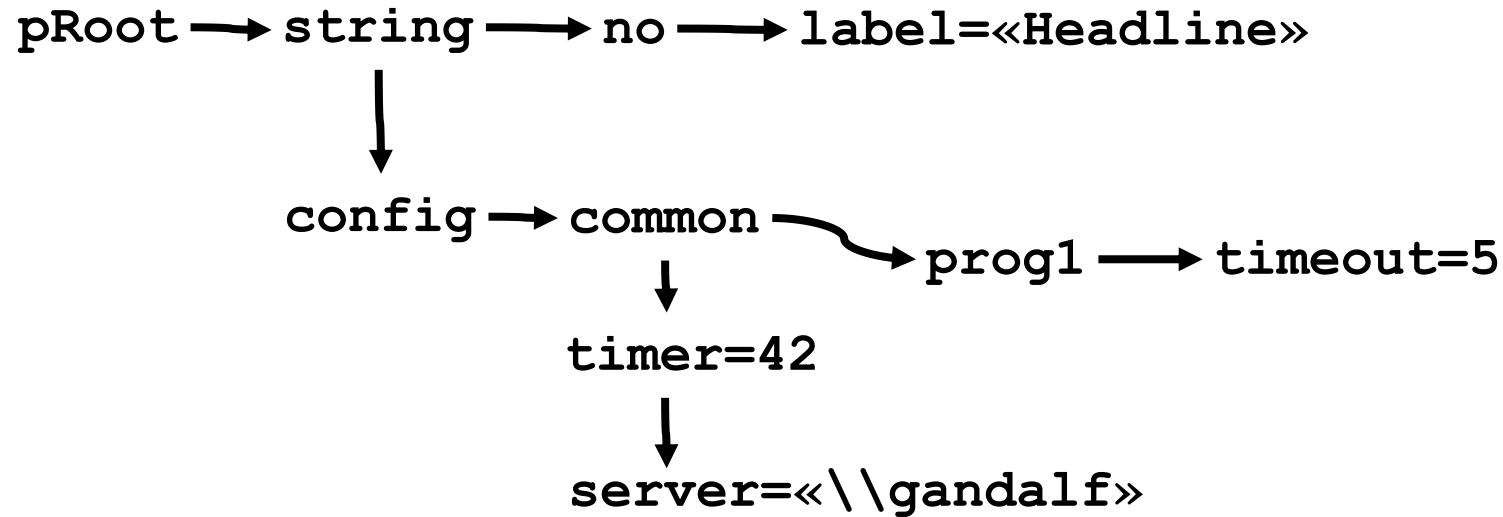 pRoot string no label=«Headline»
config common
prog1 timeout=5
timer=42
server=«\\gandalf»